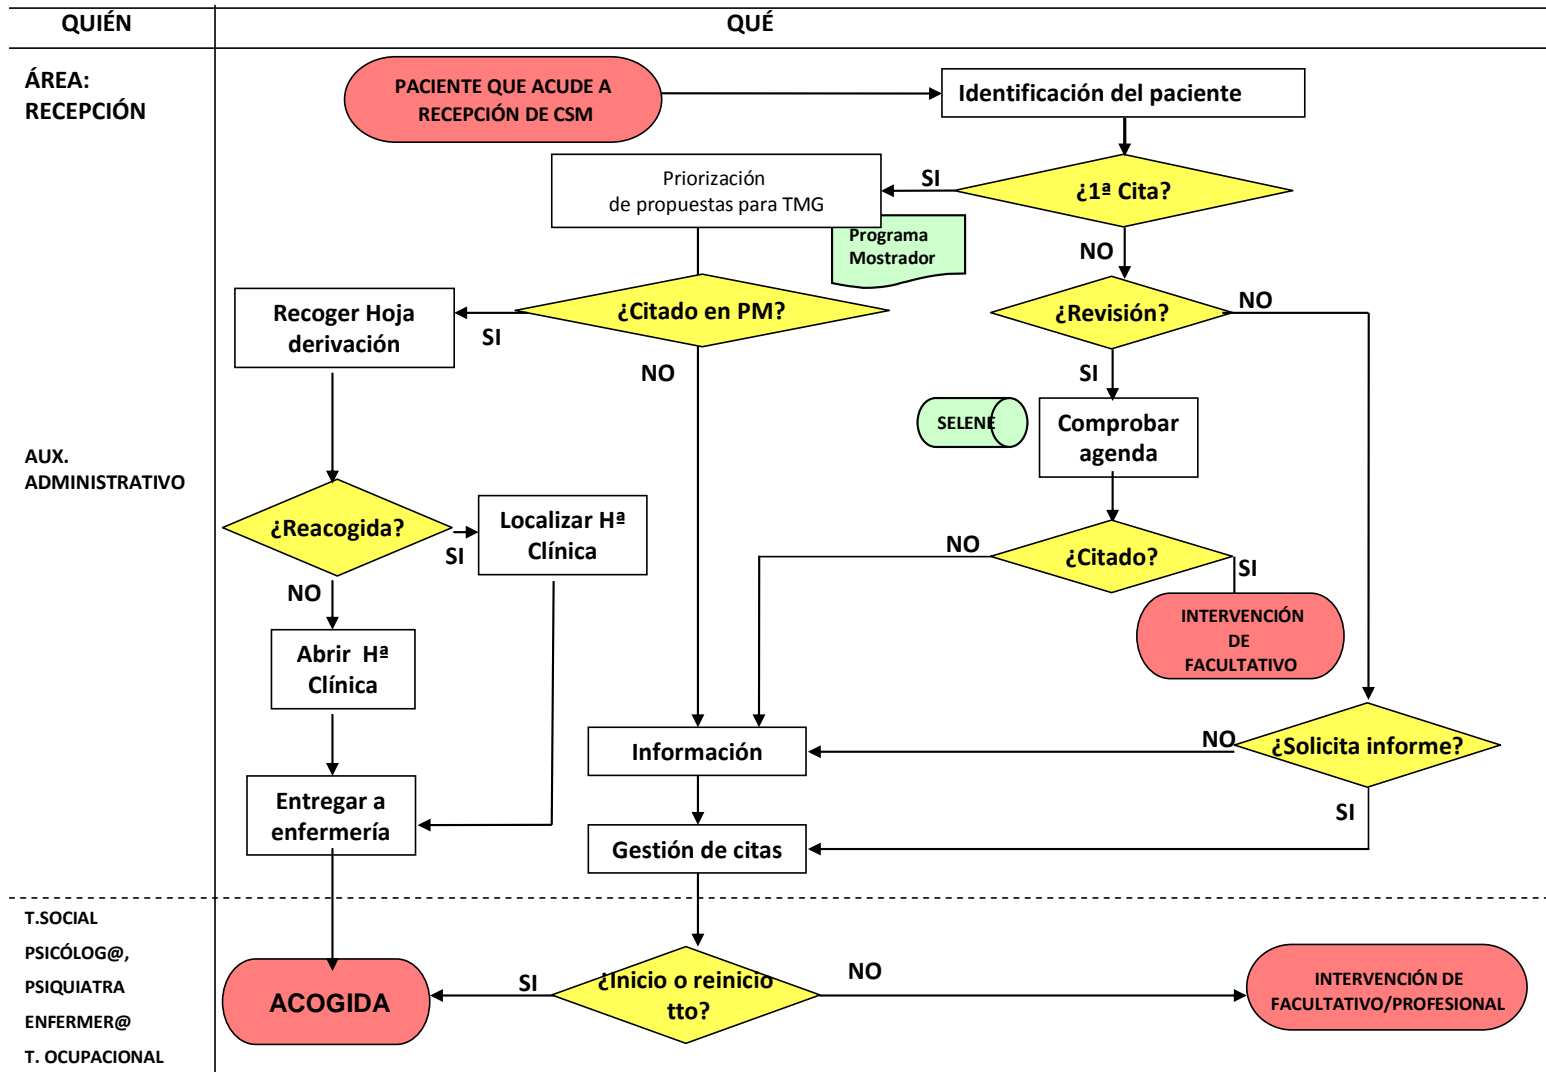 QUIÉN
QUÉ
ÁREA:
RECEPCIÓN
PACIENTE QUE ACUDE A
RECEPCIÓN DE CSM
Identificación del paciente
Priorización
de propuestas para TMG
SI
¿1ª Cita?
Programa
Mostrador
NO
Recoger Hoja
derivación
SI
¿Citado en PM?
¿Revisión?
NO
NO
SI
SELENE
Comprobar
agenda
AUX.
ADMINISTRATIVO
¿Reacogida?
SI
Localizar Hª
Clínica
NO
¿Citado?
SI
NO
INTERVENCIÓN
DE
FACULTATIVO
Abrir Hª
Clínica
Información
NO
¿Solicita informe?
SI
Entregar a
enfermería
Gestión de citas
T.SOCIAL
PSICÓLOG@,
PSIQUIATRA
ENFERMER@
T. OCUPACIONAL
ACOGIDA
SI
¿Inicio o reinicio
tto?
NO
INTERVENCIÓN DE
FACULTATIVO/PROFESIONAL